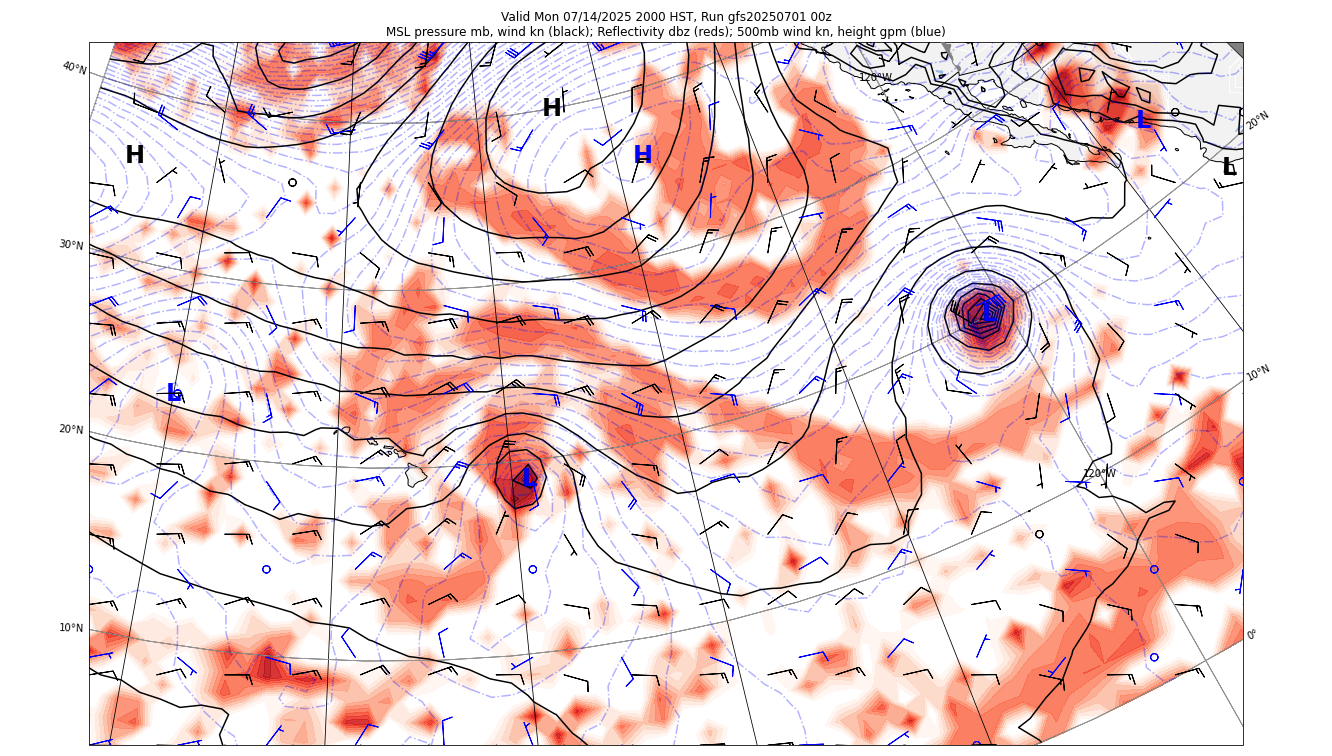 Valid Mon 07/14/2025 2000 HST, Run gfs20250701 00z
MSL pressure mb, wind kn (black); Reflectivity dbz (reds); 500mb wind kn, height gpm (blue)
40°N
120°W
20°N
H
L
H
H
L
30°N
L
10°N
L
20°N
120°W
L
10°N
0°